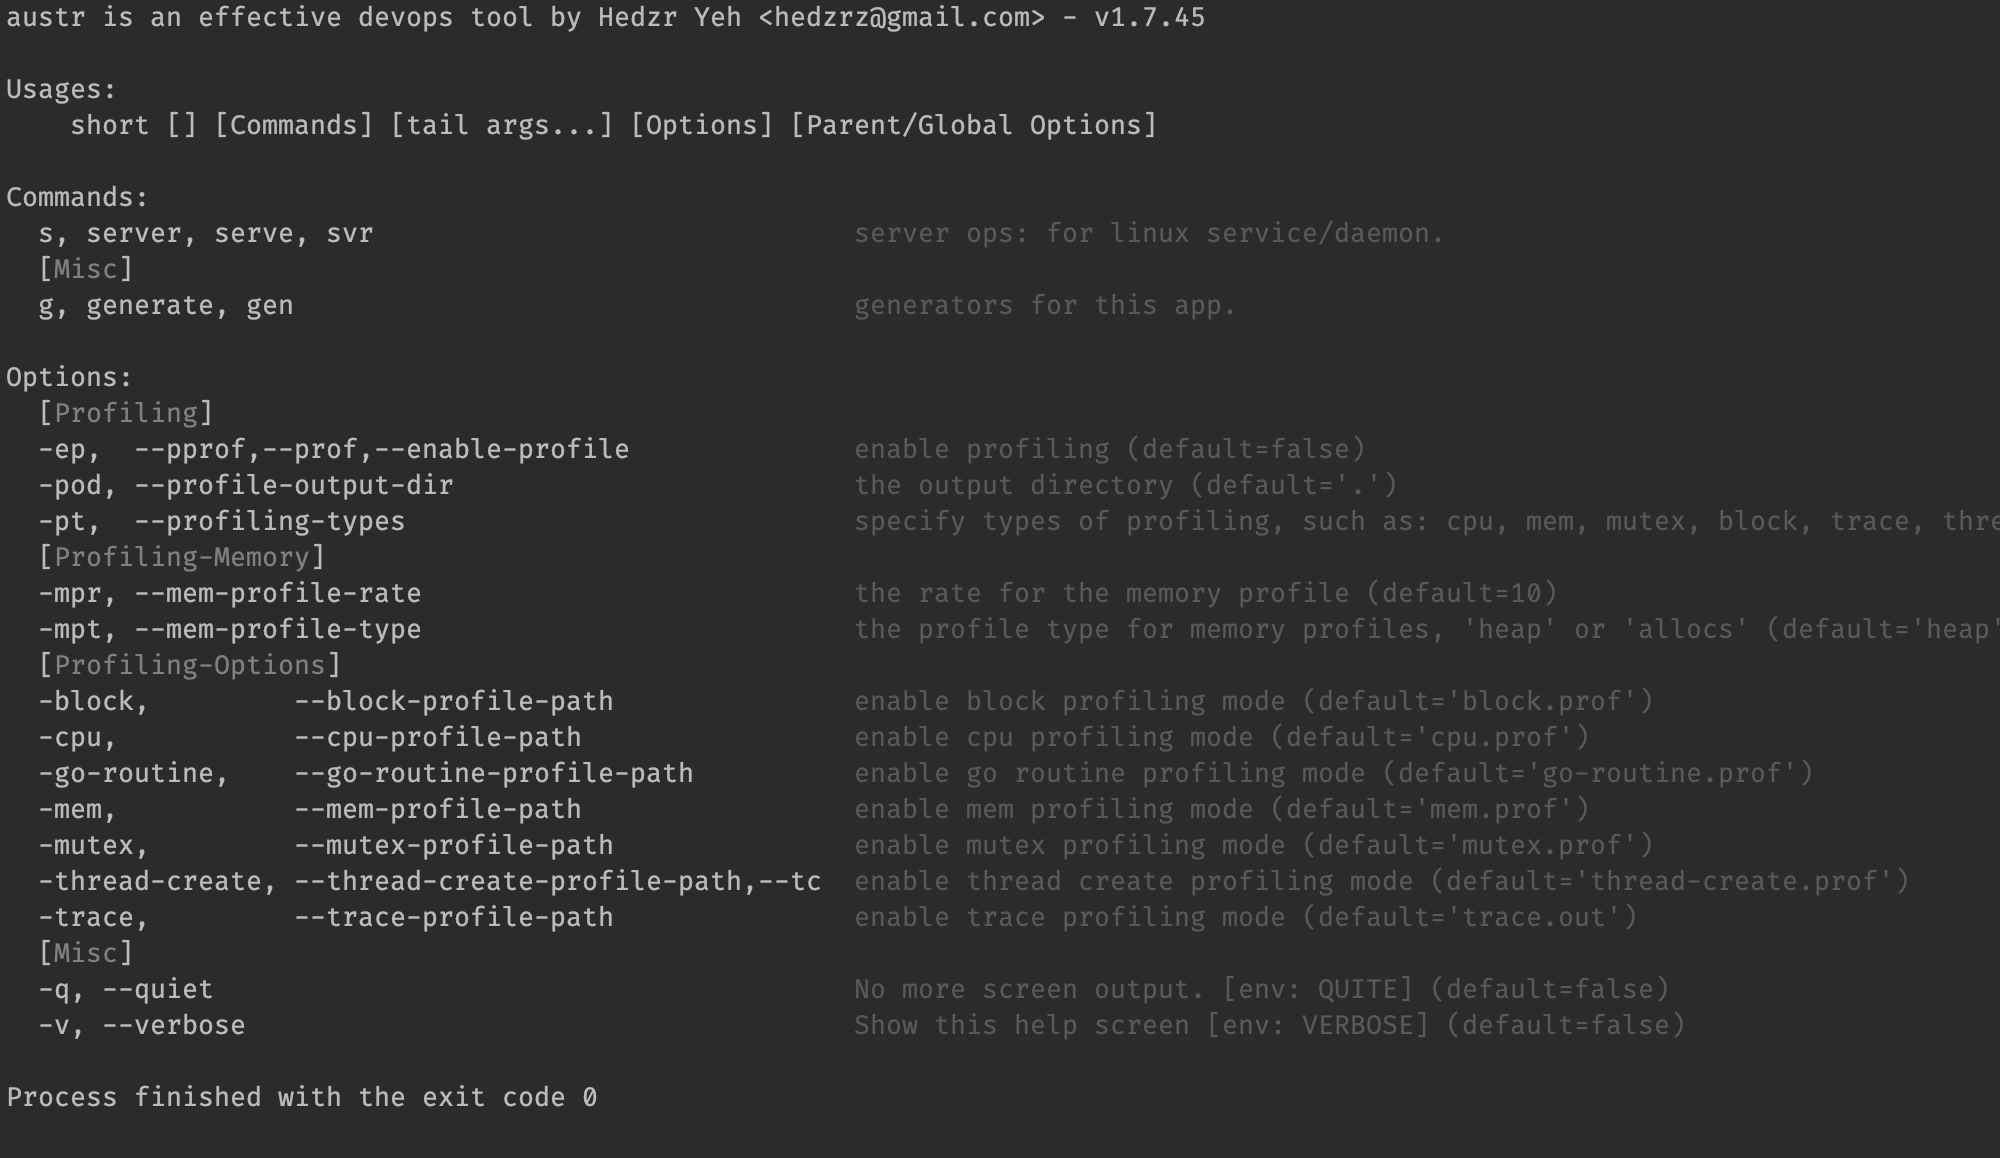 austr is an effective devops tool by Hedzr Yeh <hedzrz@gmail.com> - v1.7.45
Usages:
short [] [Commands] [tail args...] [Options] [Parent/Global Options]
Commands:
s, server, serve, svr server ops: for linux service/daemon.
[Misc]
g, generate, gen generators for this app.
Options:
[Profiling]
-ep, --pprof,--prof,--enable-profile enable profiling (default=false)
-pod, --profile-output-dir the output directory (default='.')
-pt, --profiling-types specify types of profiling, such as: cpu, mem, mutex, block, trace, thre
[Profiling-Memory]
-mpr, --mem-profile-rate the rate for the memory profile (default=10)
-mpt, --mem-profile-type the profile type for memory profiles, 'heap' or 'allocs' (default='heap'
[Profiling-Options]
-block, --block-profile-path enable block profiling mode (default='block.prof')
-cpu, --cpu-profile-path enable cpu profiling mode (default='cpu.prof')
-go-routine, --go-routine-profile-path enable go routine profiling mode (default='go-routine.prof')
-mem, --mem-profile-path enable mem profiling mode (default='mem.prof')
-mutex, --mutex-profile-path enable mutex profiling mode (default='mutex.prof')
-thread-create, --thread-create-profile-path,--tc enable thread create profiling mode (default='thread-create.prof')
-trace, --trace-profile-path enable trace profiling mode (default='trace.out')
[Misc]
-q, --quiet No more screen output. [env: QUITE] (default=false)
-v, --verbose Show this help screen [env: VERBOSE] (default=false)
Process finished with the exit code 0